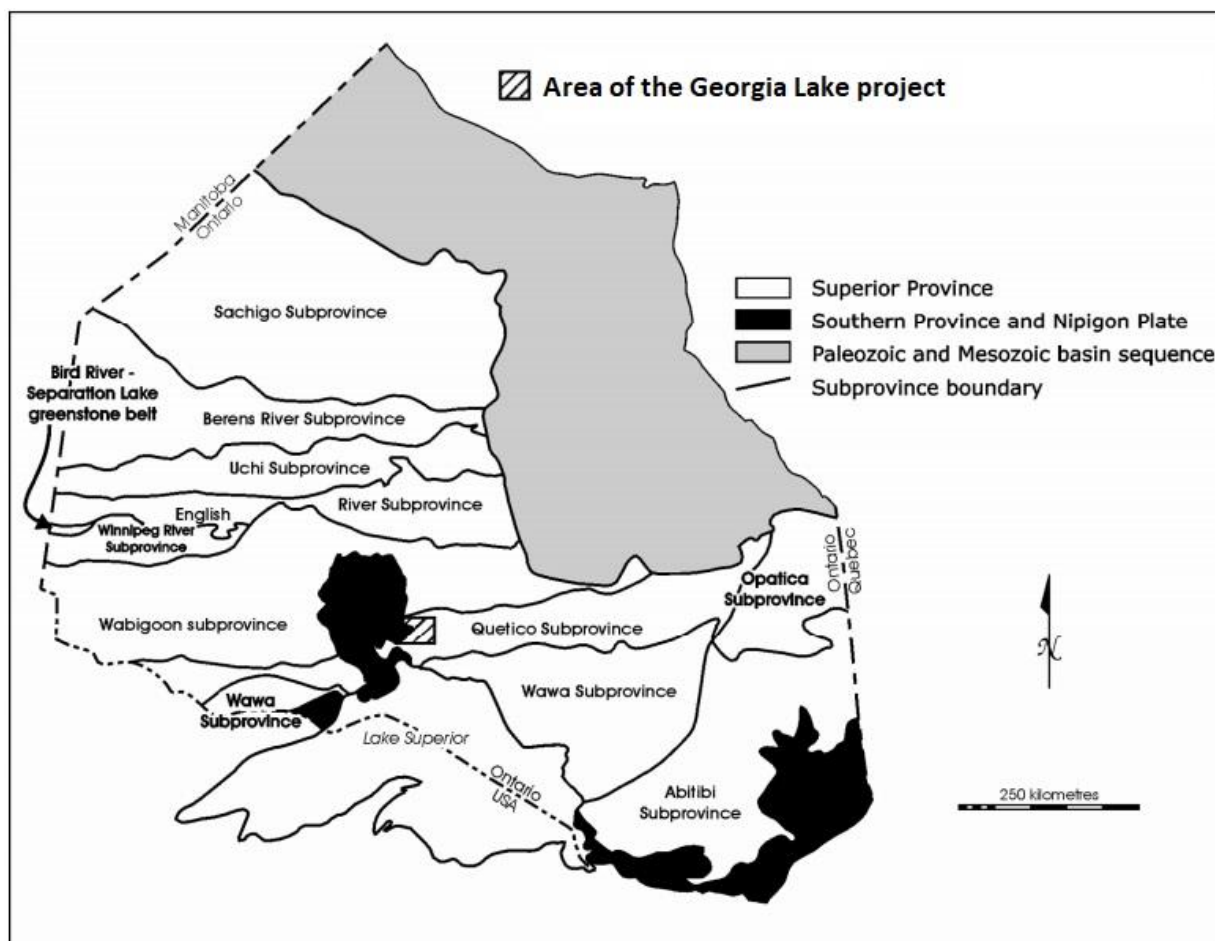 Area of the Georgia Lake project
Manitoba
Ontario
Superior Province
Southern Province and Nipigon Plate
Paleozoic and Mesozoic basin sequence
Subprovince boundary
Sachigo Subprovince
Bird River -
Separation Lake
greenstone belt
Berens River Subprovince
Uchi Subprovince
English
River Subprovince
Winnipeg River
Subprovince
Ontario
Quebec
Opatica
Subprovince
Wabigoon subprovince
Quetico Subprovince
N
Wawa
Subprovince
Wawa Subprovince
Lake Superior
Ontario
USA
Abitibi
Subprovince
250 kilometres